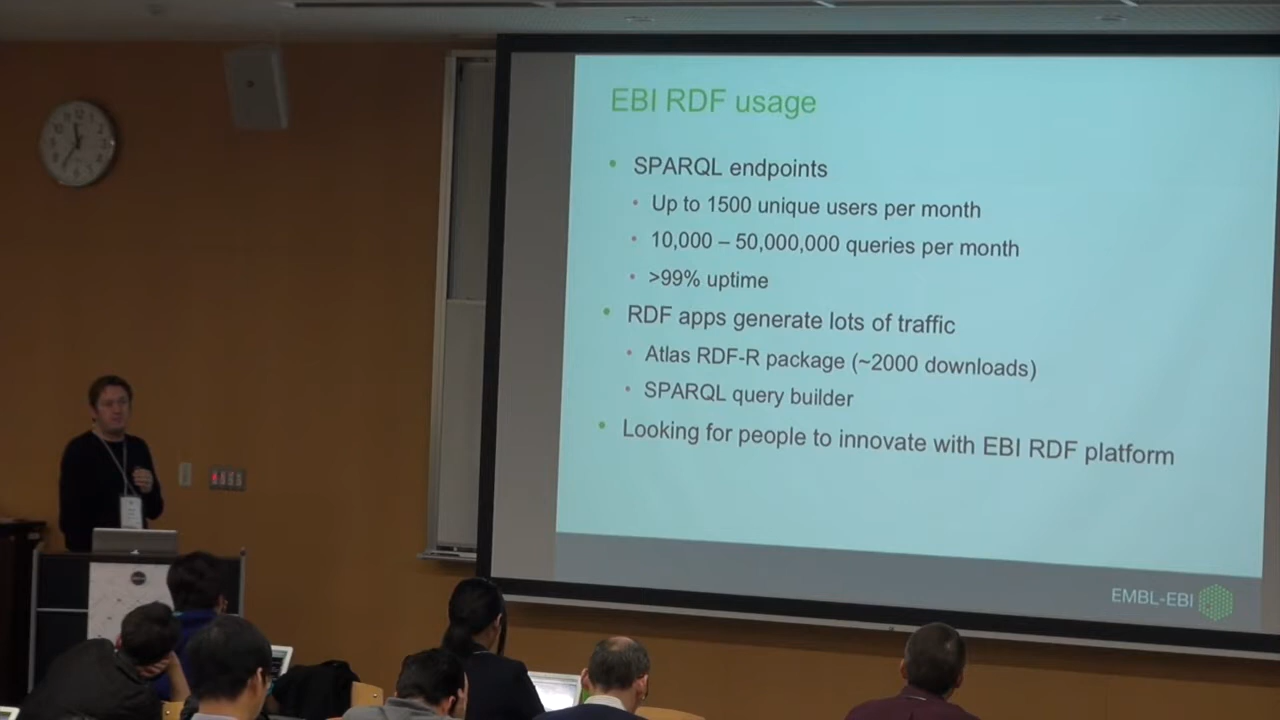 EBI RDF usage
• SPARQL endpoints
• Up to 1500 unique users per month
• 10,000 – 50,000,000 queries per month
• >99% uptime
• RDF apps generate lots of traffic
• Atlas RDF-R package (~2000 downloads)
• SPARQL query builder
• Looking for people to innovate with EBI RDF platform
EMBL-EBI